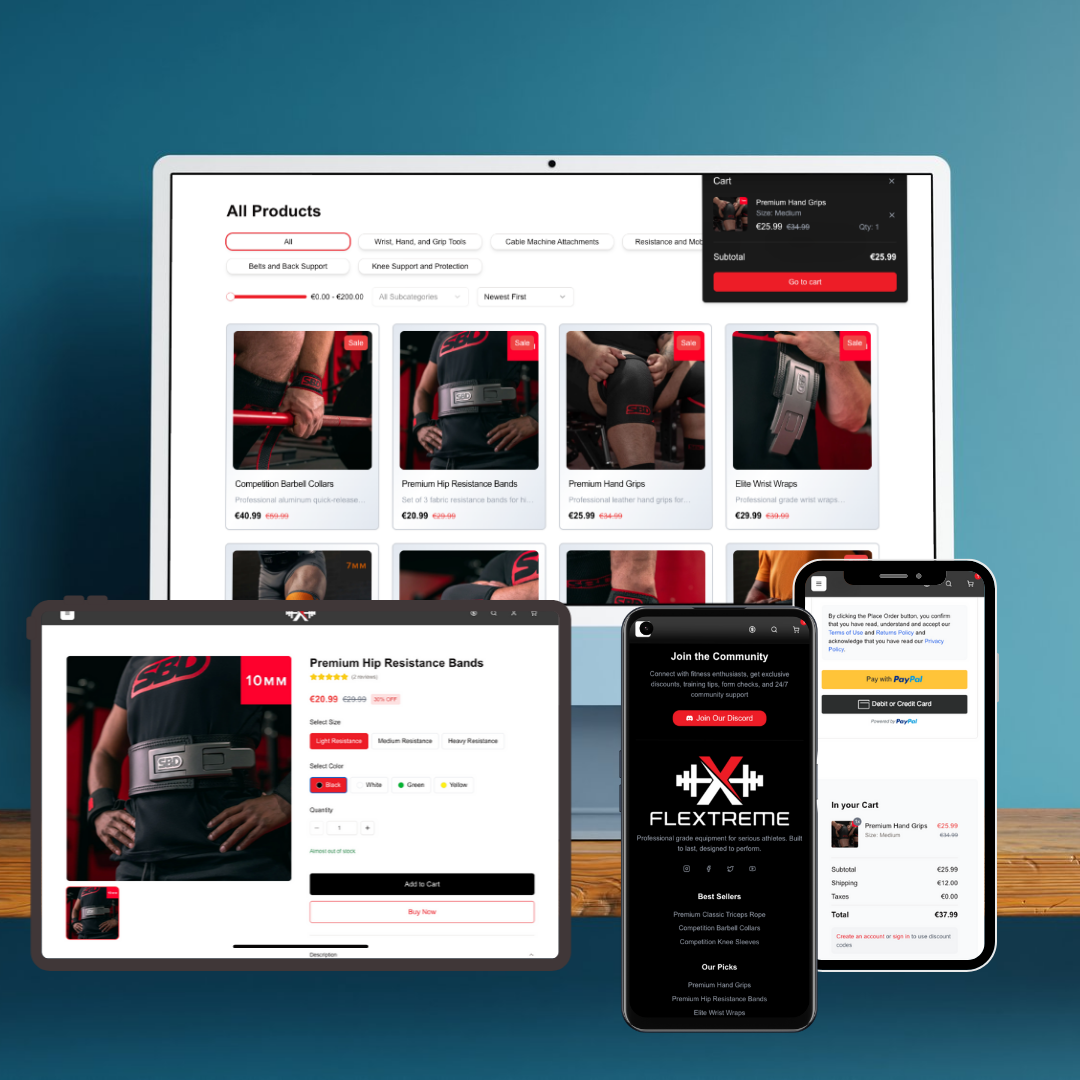 All Products
All
Wrist, Hand, and Grip Tools
Cable Machine Attachments
Resistance and Mob
Belts and Back Support
Knee Support and Protection
€0.00 - €200.00
All Subcategories
Newest First
Cart
Premium Hand Grips
Size: Medium
€25.99 €34.99
Qty: 1
Subtotal
€25.99
Go to cart
Sale
SBD
Competition Barbell Collars
Professional aluminum quick-release...
€40.99 €59.99
Sale
SBD
SBD
Premium Hip Resistance Bands
Set of 3 fabric resistance bands for hi...
€20.99 €29.99
Sale
SBD
Premium Hand Grips
Professional leather hand grips for...
€25.99 €34.99
Sale
SBD
Elite Wrist Wraps
Professional grade wrist wraps...
€29.99 €39.99
7MM
SBD
10MM
SBD
Premium Hip Resistance Bands
(2 reviews)
€20.99 €29.99 30% OFF
Select Size
Light Resistance
Medium Resistance
Heavy Resistance
Select Color
Black
White
Green
Yellow
Quantity
1
Almost out of stock
Add to Cart
Buy Now
Description
Join the Community
Connect with fitness enthusiasts, get exclusive
discounts, training tips, form checks, and 24/7
community support
Join Our Discord
FLEXTREME
Professional grade equipment for serious athletes. Built
to last, designed to perform.
Best Sellers
Premium Classic Triceps Rope
Competition Barbell Collars
Competition Knee Sleeves
Our Picks
Premium Hand Grips
Premium Hip Resistance Bands
Elite Wrist Wraps
By clicking the Place Order button, you confirm
that you have read, understand and accept our
Terms of Use and Returns Policy and
acknowledge that you have read our Privacy
Policy.
Pay with PayPal
Debit or Credit Card
Powered by PayPal
In your Cart
Premium Hand Grips
€25.99
Size: Medium
€34.99
Subtotal
€25.99
Shipping
€12.00
Taxes
€0.00
Total
€37.99
Create an account or sign in to use discount
codes